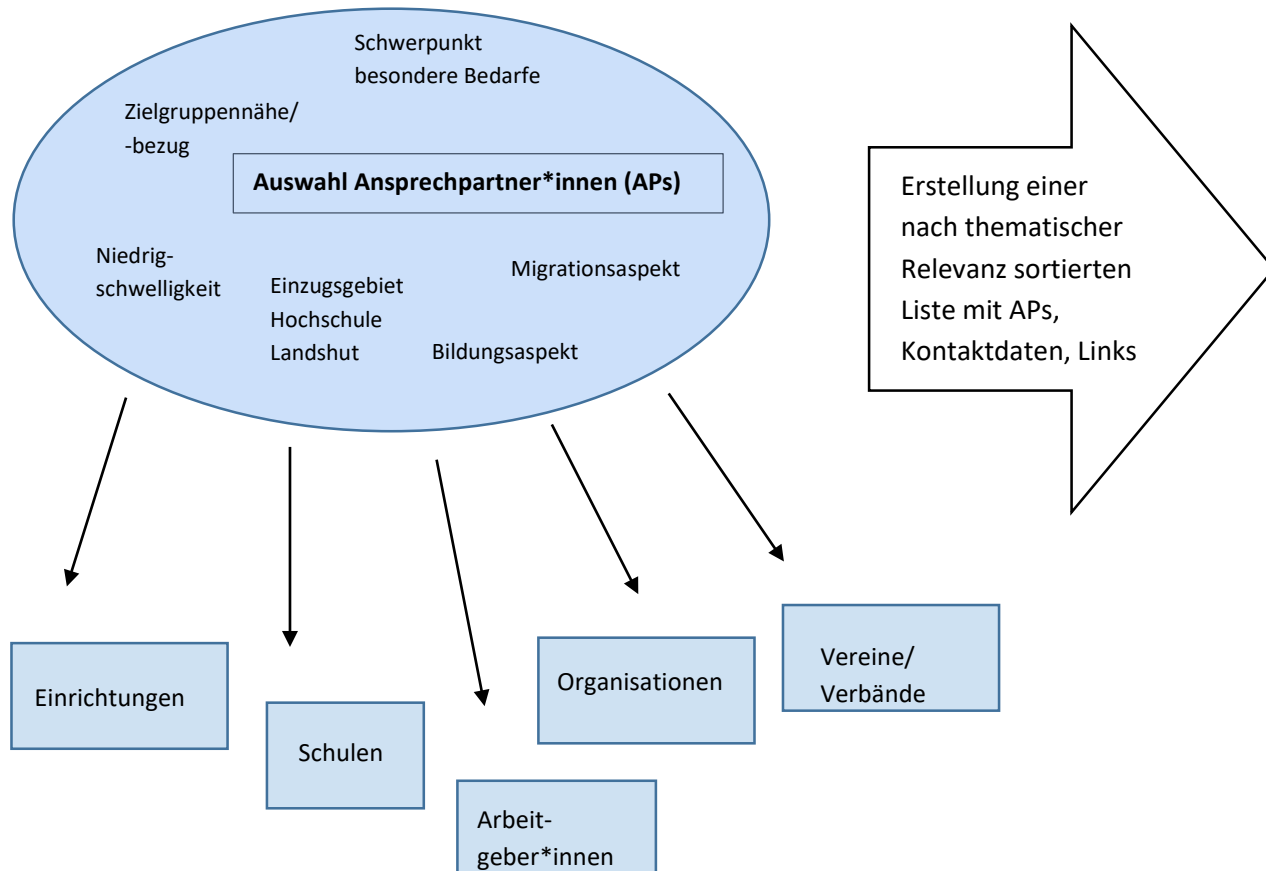 Schwerpunkt
besondere Bedarfe
Zielgruppennähe/
-bezug
Auswahl Ansprechpartner*innen (APs)
Niedrig-
schwelligkeit
Einzugsgebiet
Hochschule
Landshut
Migrationsaspekt
Bildungsaspekt
Erstellung einer
nach thematischer
Relevanz sortierten
Liste mit APs,
Kontaktdaten, Links
Einrichtungen
Schulen
Arbeit-
geber*innen
Organisationen
Vereine/
Verbände